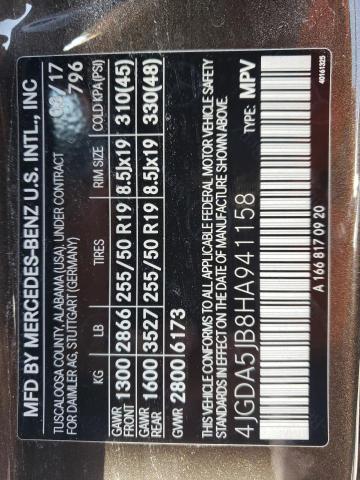 MFD BY MERCEDES-BENZ U.S. INTL., INC
TUSCALOOSA COUNTY, ALABAMA (USA), UNDER CONTRACT
FOR DAIMLER AG, STUTTGART (GERMANY) 796
KG LB TIRES RIM SIZE COLD KPA(PSI)
GAWR FRONT 1300 2866 255/50 R19 8.5Jx19 310(45)
GAWR REAR 1600 3527 255/50 R19 8.5Jx19 330(48)
GVWR 2800 6173
THIS VEHICLE CONFORMS TO ALL APPLICABLE FEDERAL MOTOR VEHICLE SAFETY
STANDARDS IN EFFECT ON THE DATE OF MANUFACTURE SHOWN ABOVE.
4JGDA5JB8HA941158 TYPE: MPV
A 166 817 09 20
40161325